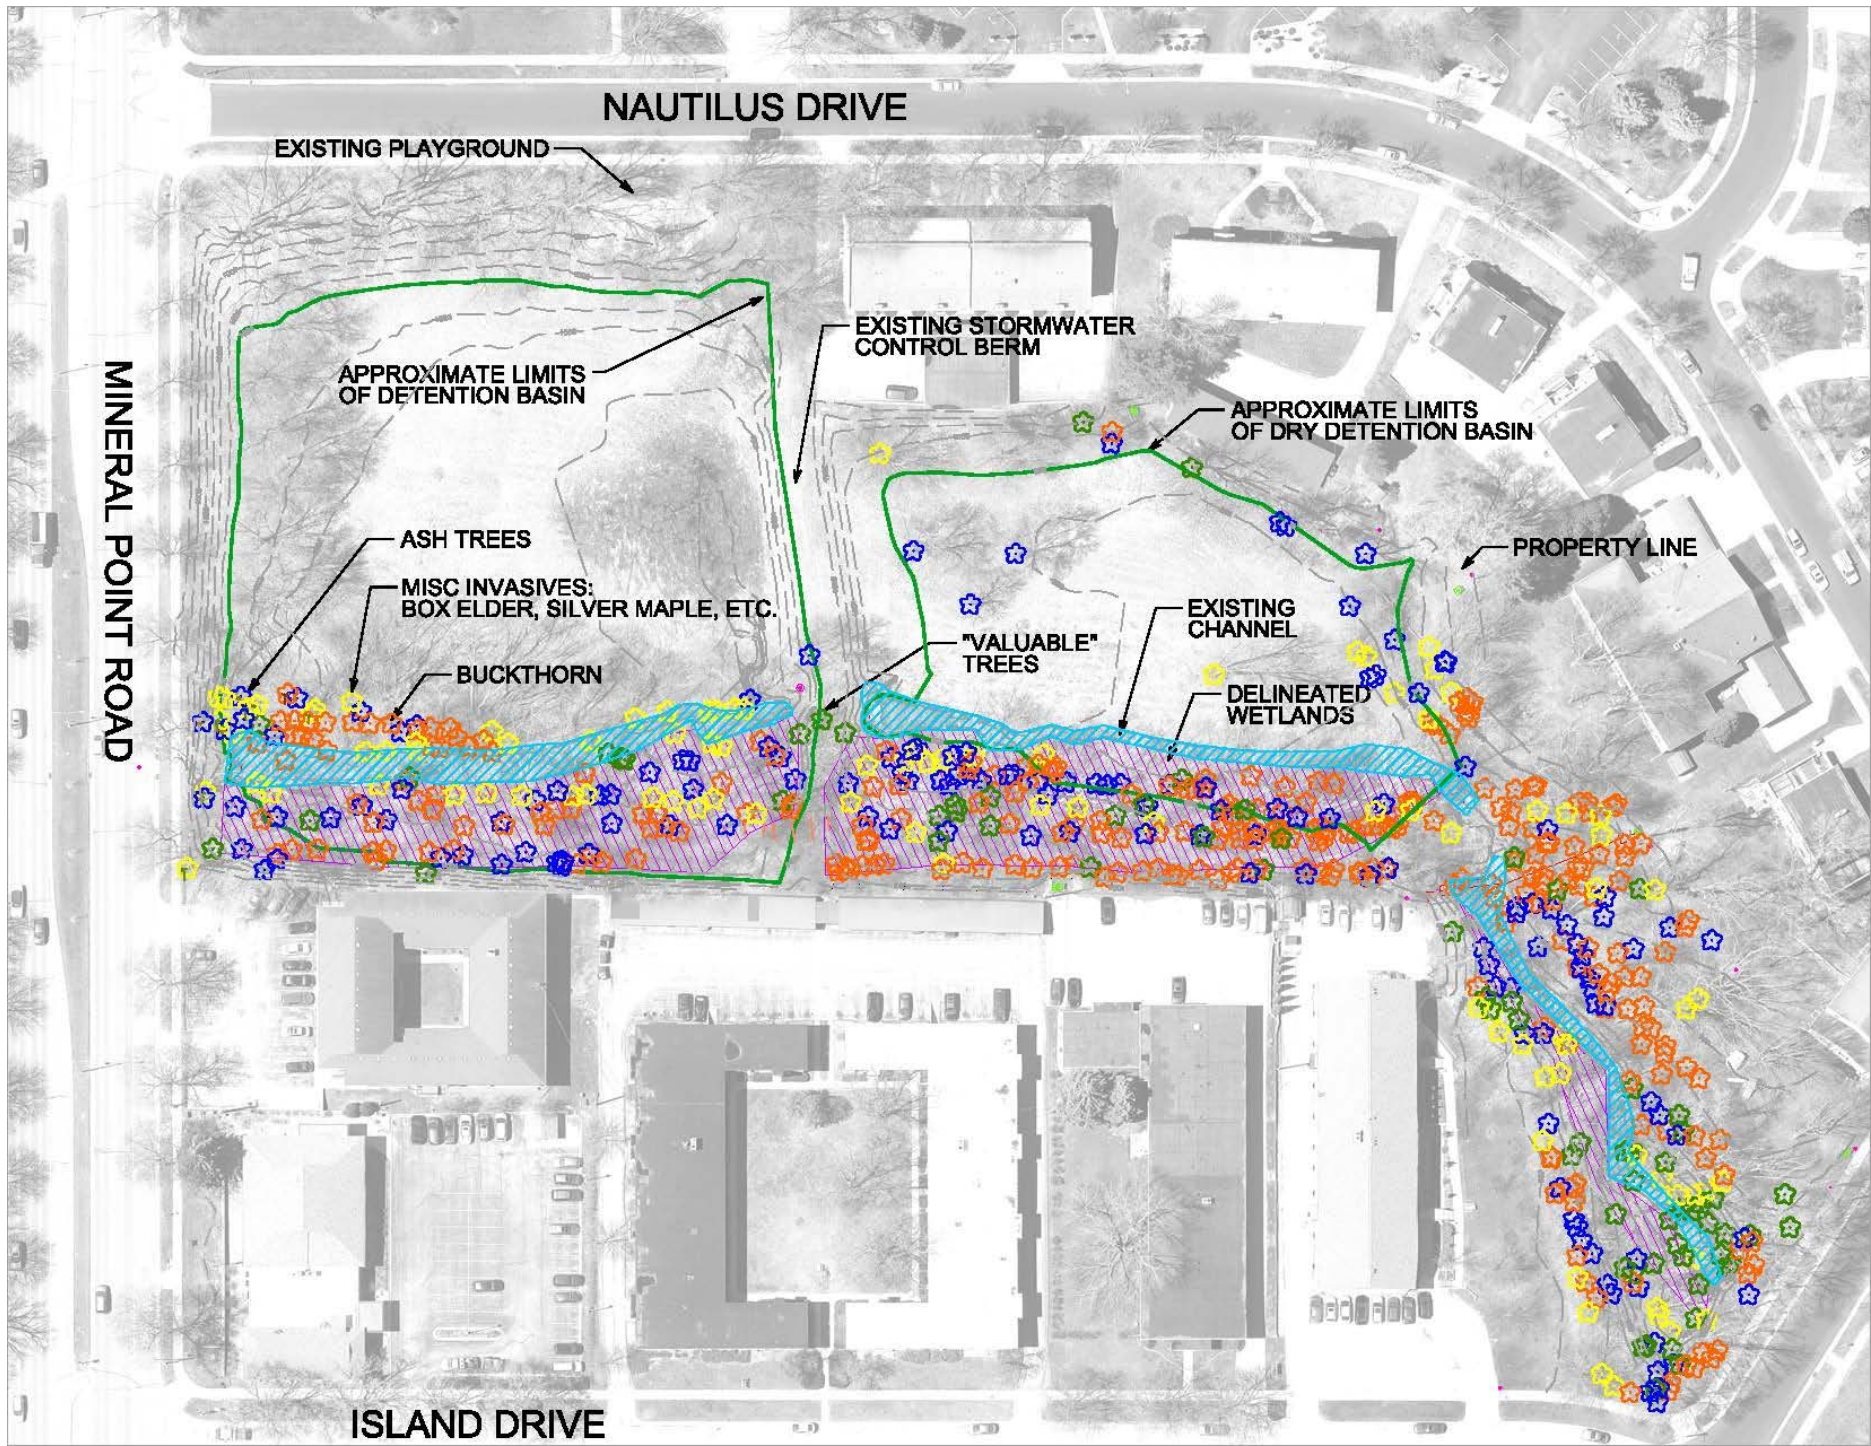 NAUTILUS DRIVE
EXISTING PLAYGROUND
EXISTING STORMWATER
CONTROL BERM
APPROXIMATE LIMITS
OF DETENTION BASIN
MINERAL POINT ROAD
APPROXIMATE LIMITS
OF DRY DETENTION BASIN
ASH TREES
PROPERTY LINE
MISC INVASIVES:
BOX ELDER, SILVER MAPLE, ETC.
EXISTING
CHANNEL
"VALUABLE"
TREES
BUCKTHORN
DELINEATED
WETLANDS
ISLAND DRIVE